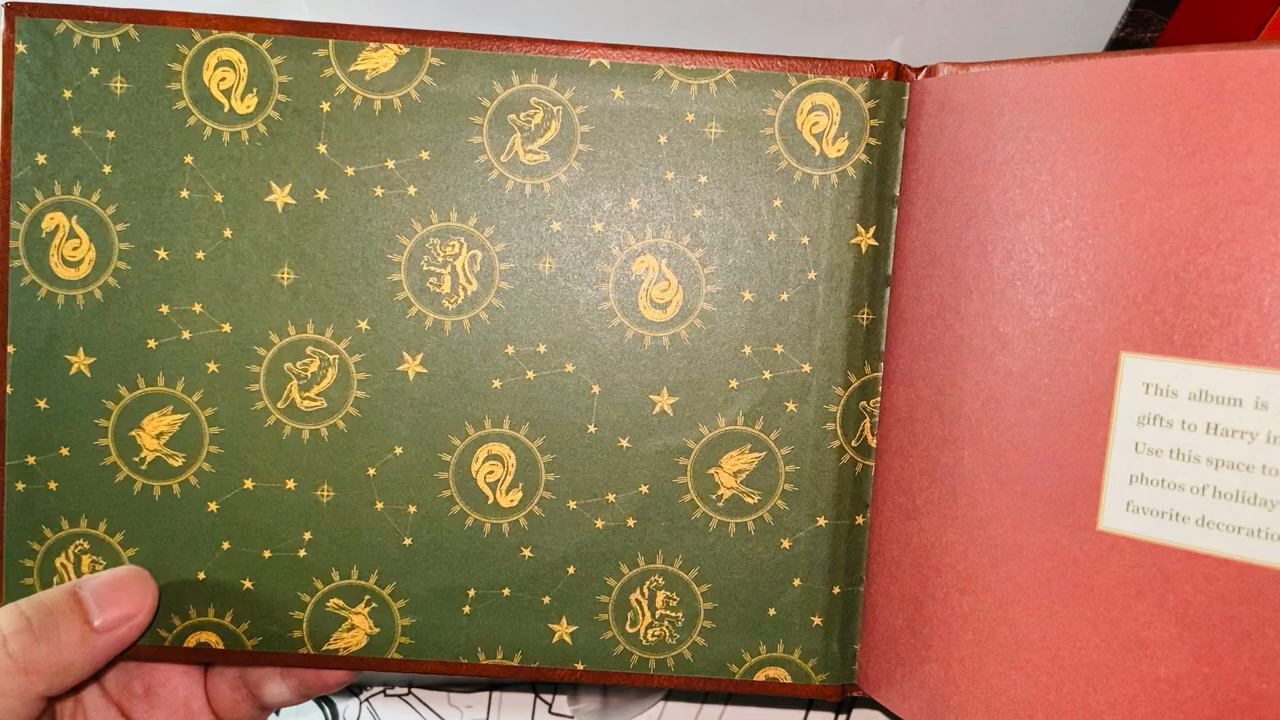 This album is
gifts to Harry in
Use this space to
photos of holiday
favorite decoratio